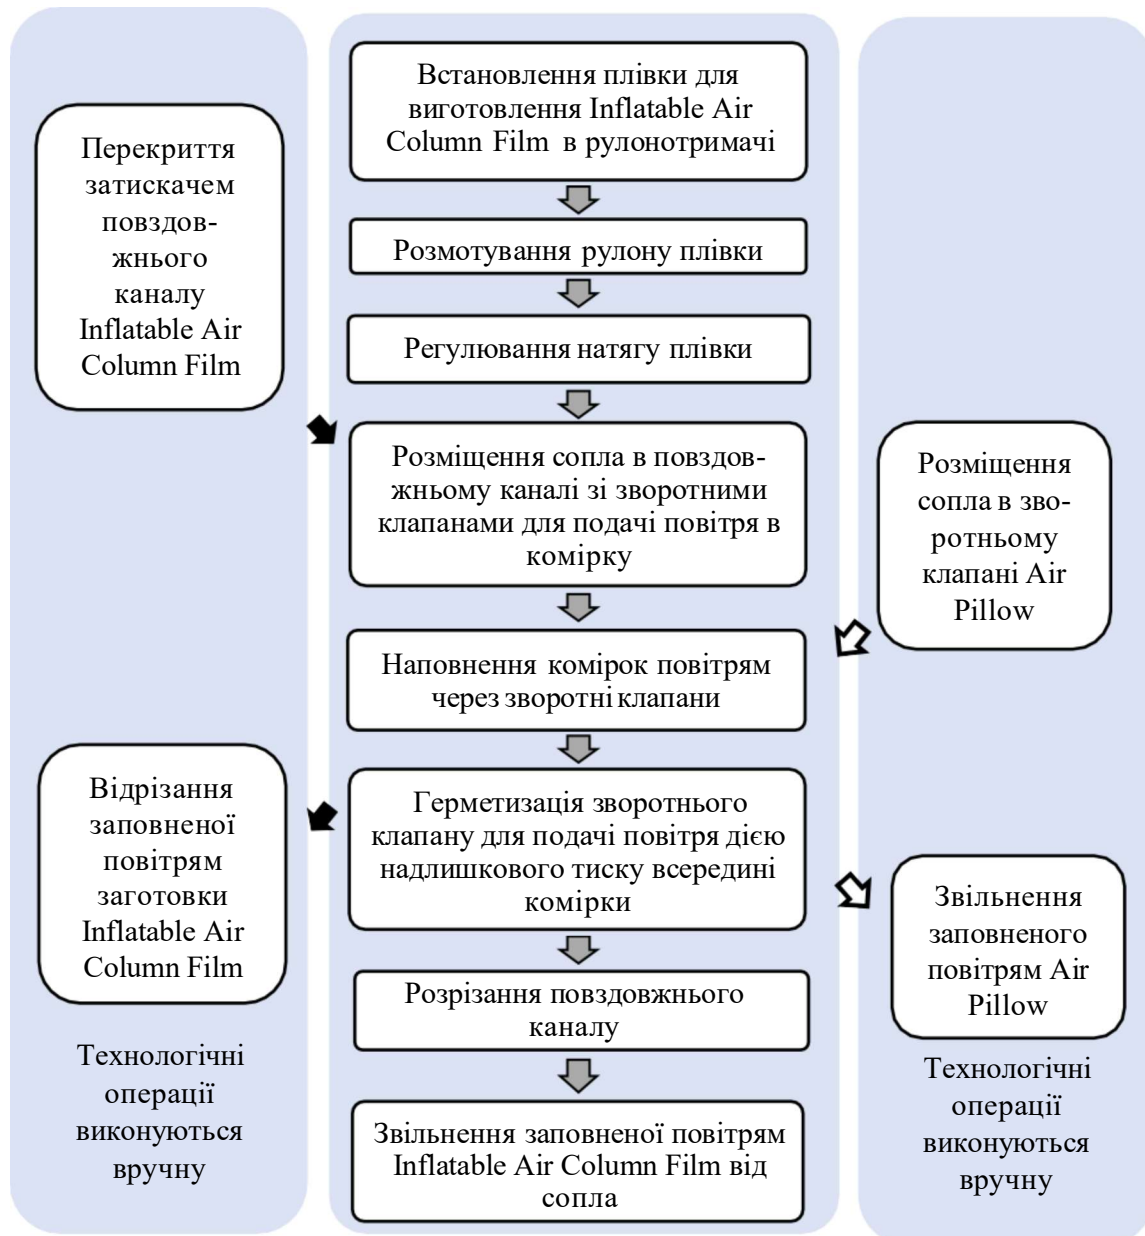 Перекриття
затискачем
повздов-
жнього
каналу
Inflatable Air
Column Film
Відрізання
заповненої
повітрям
заготовки
Inflatable Air
Column Film
Технологічні
операції
виконуються
вручну
Встановлення плівки для
виготовлення Inflatable Air
Column Film в рулонотримачі
Розмотування рулону плівки
Регулювання натягу плівки
Розміщення сопла в повздов-
жньому каналі зі зворотними
клапанами для подачі повітря в
комірку
Наповнення комірок повітрям
через зворотні клапани
Герметизація зворотнього
клапану для подачі повітря дією
надлишкового тиску всередині
комірки
Розрізання повздовжнього
каналу
Звільнення заповненої повітрям
Inflatable Air Column Film від
сопла
Розміщення
сопла в зво-
ротньому
клапані Air
Pillow
Звільнення
заповненого
повітрям Air
Pillow
Технологічні
операції
виконуються
вручну